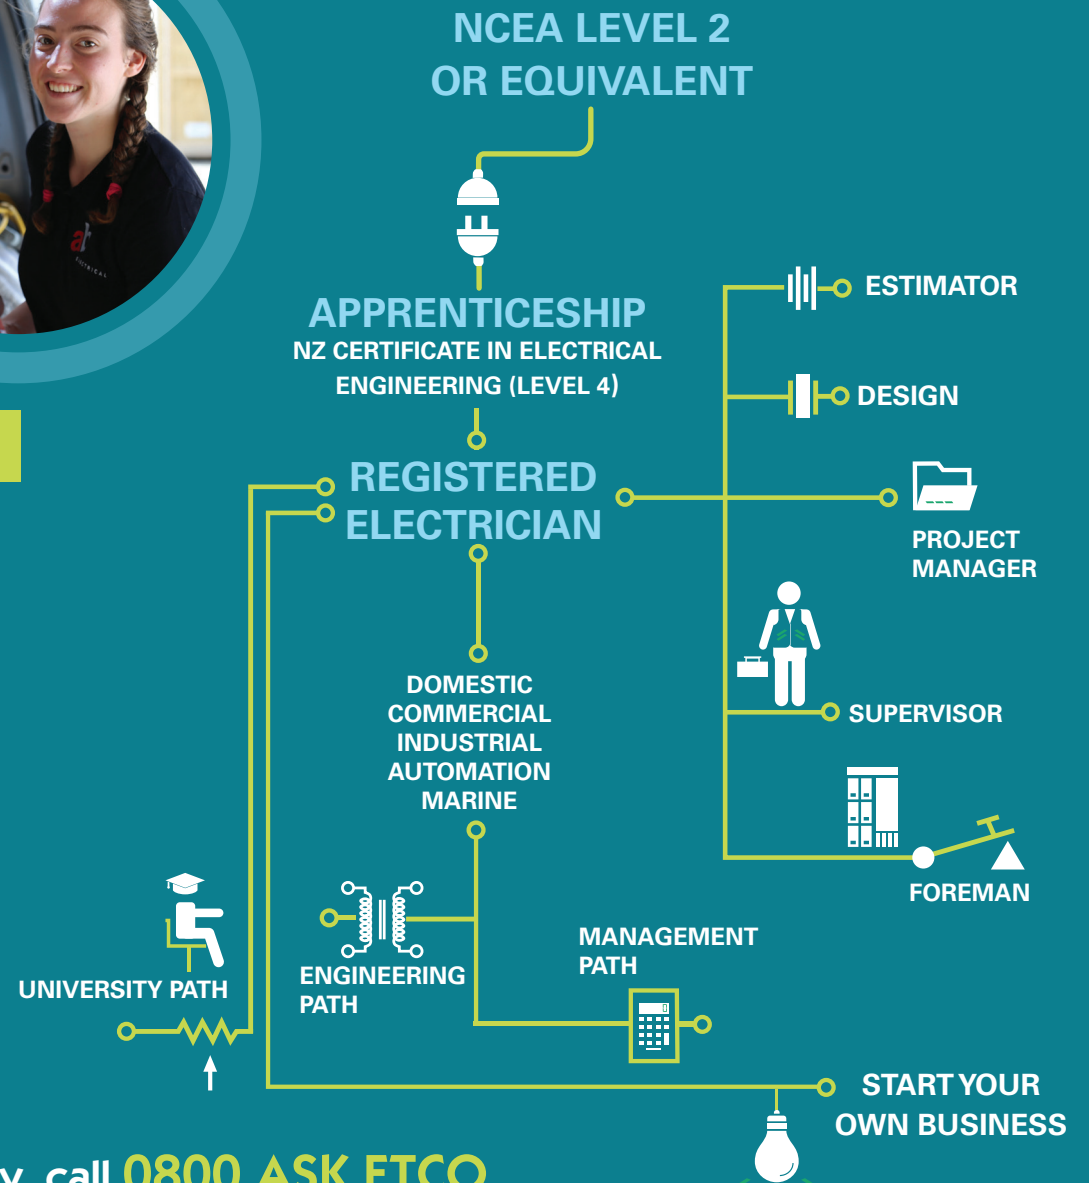 NCEA LEVEL 2
OR EQUIVALENT
APPRENTICESHIP
NZ CERTIFICATE IN ELECTRICAL
ENGINEERING (LEVEL 4)
REGISTERED
ELECTRICIAN
ESTIMATOR
DESIGN
PROJECT
MANAGER
SUPERVISOR
FOREMAN
DOMESTIC
COMMERCIAL
INDUSTRIAL
AUTOMATION
MARINE
ENGINEERING
PATH
MANAGEMENT
PATH
UNIVERSITY PATH
START YOUR
OWN BUSINESS
call 0800 ASK ETCO